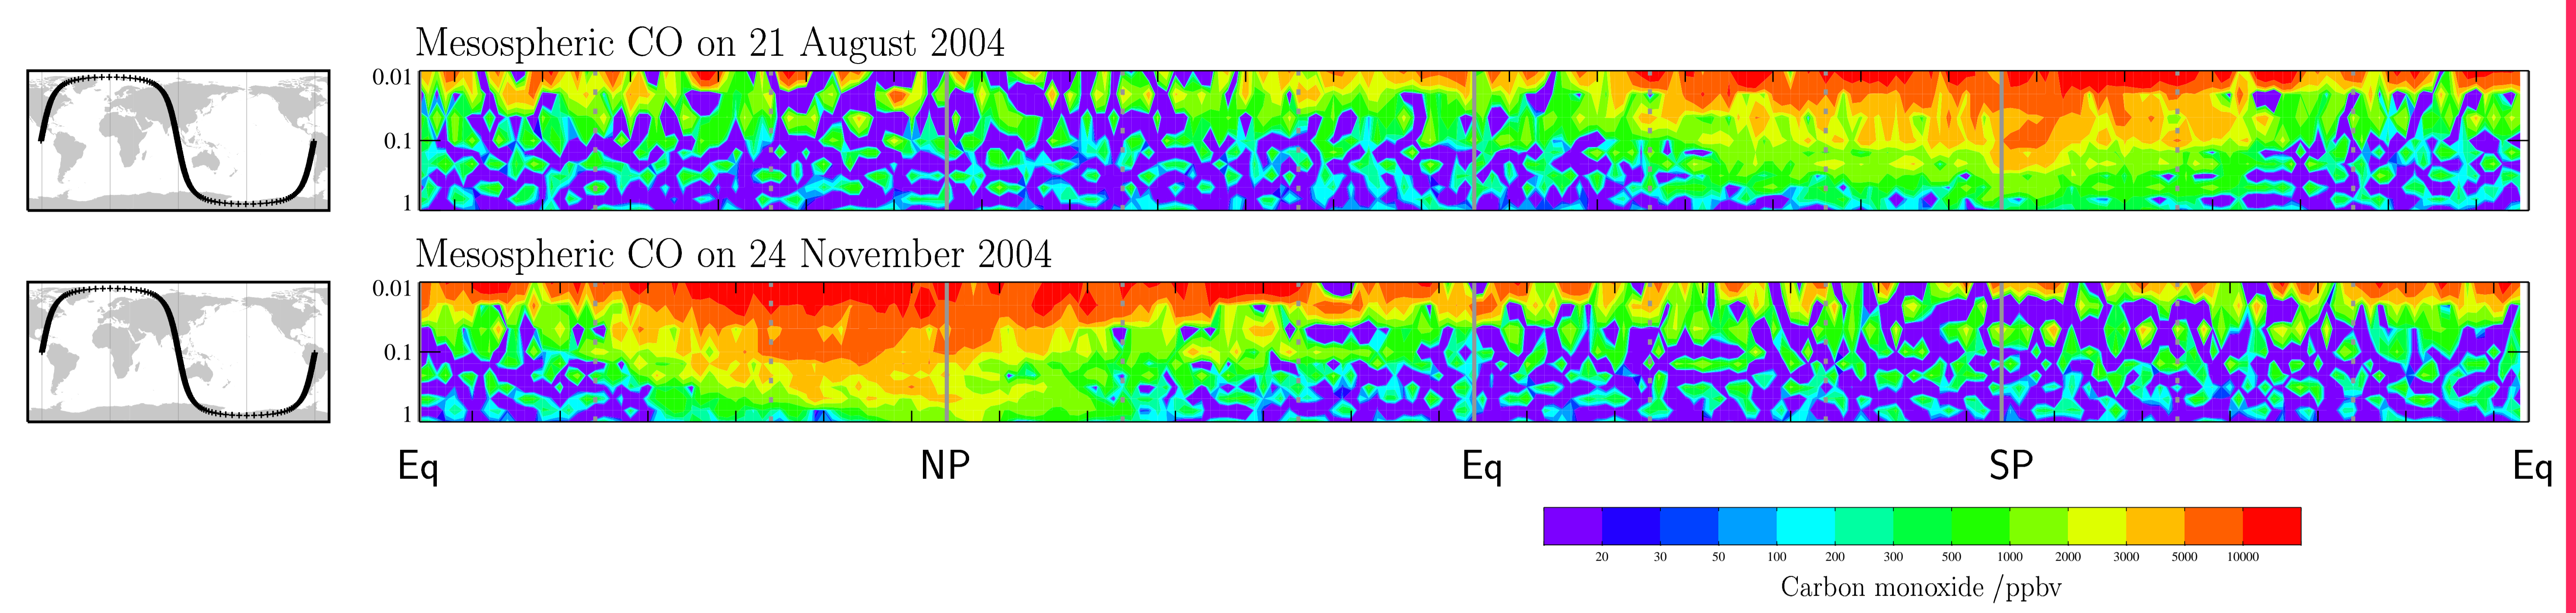 Mesospheric CO on 21 August 2004
0.01
0.1
1
Mesospheric CO on 24 November 2004
0.01
0.1
1
Eq NP Eq SP Eq
20 30 50 100 200 300 500 1000 2000 3000 5000 10000
Carbon monoxide /ppbv